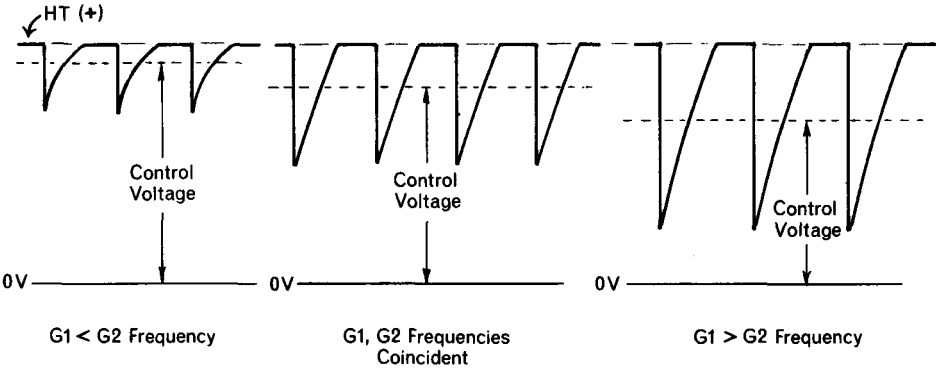 HT (+)
Control
Voltage
0V
G1 < G2 Frequency
Control
Voltage
0V
G1, G2 Frequencies
Coincident
Control
Voltage
0V
G1 > G2 Frequency